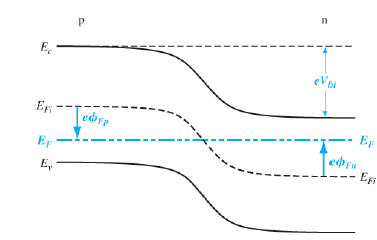 p n
E_c
eV_bi
E_Fi
eϕ_Fp
E_F E_F
E_v
eϕ_Fn
E_Fi